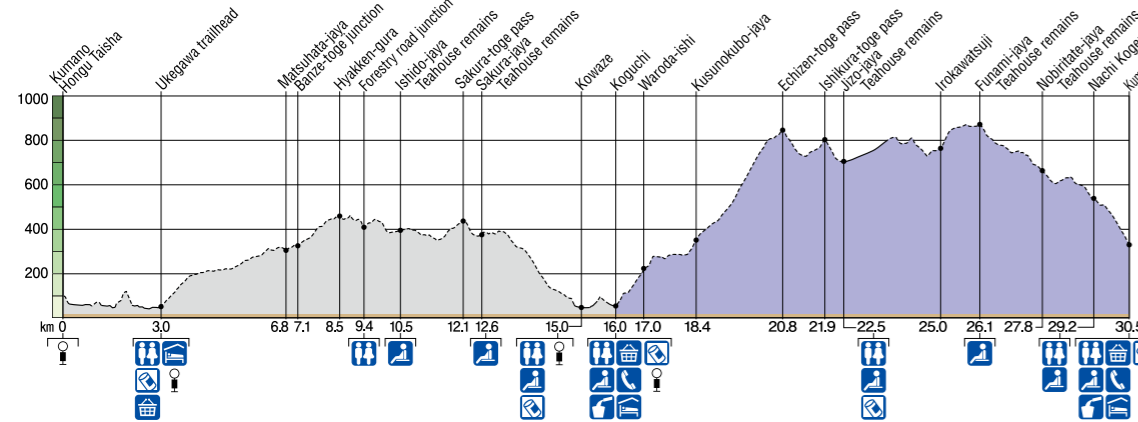 Kumano
Hongu Taisha
Ukegawa trailhead
Matsuhata-jaya
Banze-toge junction
Hyakken-gura
Forestry road junction
Ishido-jaya
Teahouse remains
Sakura-toge pass
Sakura-jaya
Teahouse remains
Kowaze
Koguchi
Waroda-ishi
Kusunokubo-jaya
Echizen-toge pass
Ishikura-toge pass
Jizo-jaya
Teahouse remains
Irokawatsuji
Funami-jaya
Teahouse remains
Nobiritate-jaya
Teahouse remains
Nachi Koge
Kur
1000
800
600
400
200
km 0 3.0 6.8 7.1 8.5 9.4 10.5 12.1 12.6 15.0 16.0 17.0 18.4 20.8 21.9 22.5 25.0 26.1 27.8 29.2 30.5